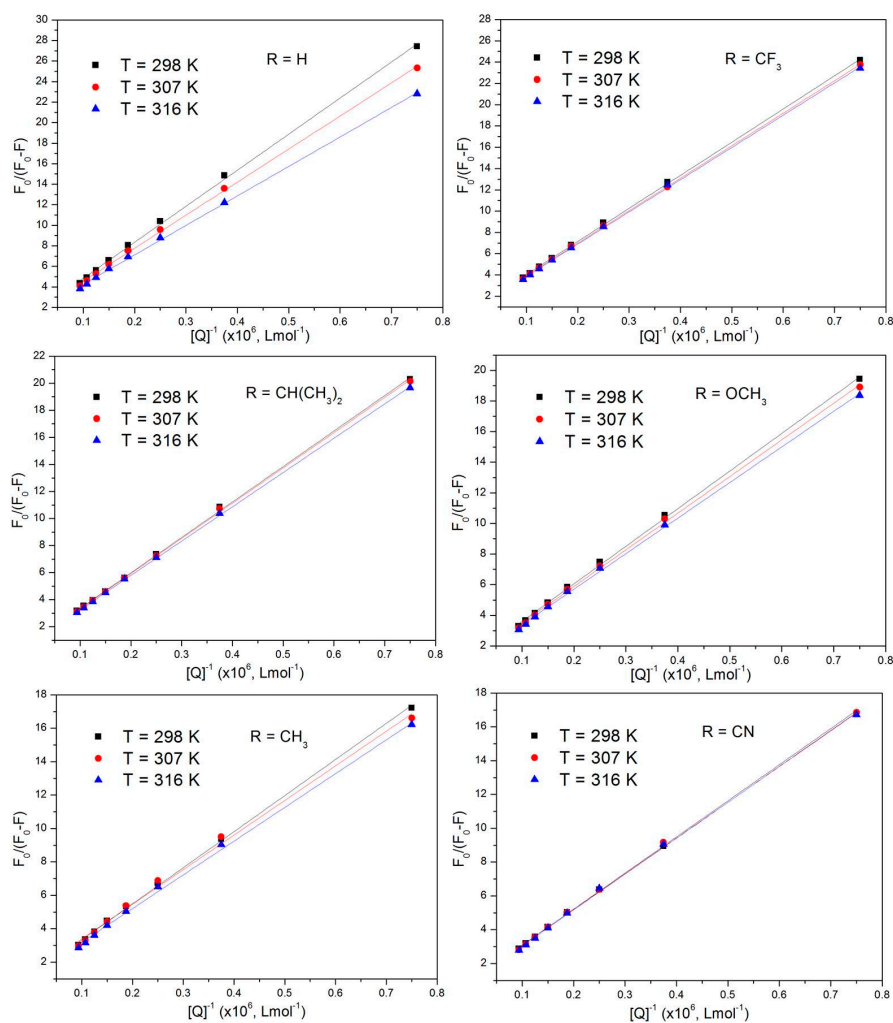 30
28
26
24
22
20
18
16
14
12
10
8
6
4
2
F₀/(F₀-F)
T = 298 K
T = 307 K
T = 316 K
R = H
0.1 0.2 0.3 0.4 0.5 0.6 0.7 0.8
[Q]⁻¹ (x10⁶, Lmol⁻¹)
28
26
24
22
20
18
16
14
12
10
8
6
4
2
F₀/(F₀-F)
T = 298 K
T = 307 K
T = 316 K
R = CF₃
0.1 0.2 0.3 0.4 0.5 0.6 0.7 0.8
[Q]⁻¹ (x10⁶, Lmol⁻¹)
22
20
18
16
14
12
10
8
6
4
2
F₀/(F₀-F)
T = 298 K
T = 307 K
T = 316 K
R = CH(CH₃)₂
0.1 0.2 0.3 0.4 0.5 0.6 0.7 0.8
[Q]⁻¹ (x10⁶, Lmol⁻¹)
20
18
16
14
12
10
8
6
4
2
F₀/(F₀-F)
T = 298 K
T = 307 K
T = 316 K
R = OCH₃
0.1 0.2 0.3 0.4 0.5 0.6 0.7 0.8
[Q]⁻¹ (x10⁶, Lmol⁻¹)
18
16
14
12
10
8
6
4
2
F₀/(F₀-F)
T = 298 K
T = 307 K
T = 316 K
R = CH₃
0.1 0.2 0.3 0.4 0.5 0.6 0.7 0.8
[Q]⁻¹ (x10⁶, Lmol⁻¹)
18
16
14
12
10
8
6
4
2
F₀/(F₀-F)
T = 298 K
T = 307 K
T = 316 K
R = CN
0.1 0.2 0.3 0.4 0.5 0.6 0.7 0.8
[Q]⁻¹ (x10⁶, Lmol⁻¹)